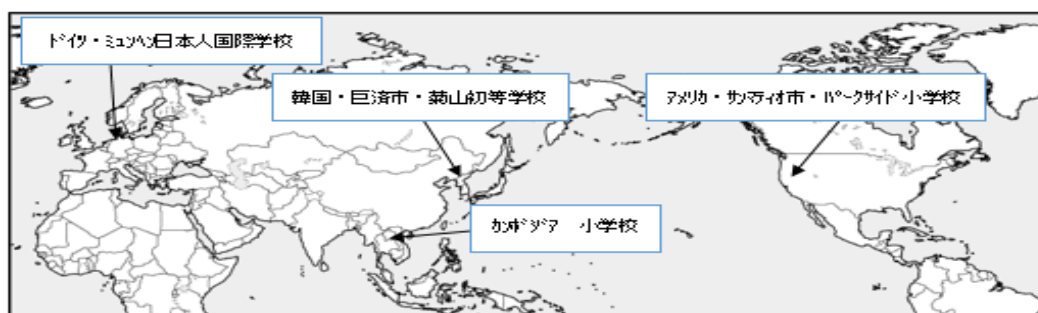 ﾄﾞｲﾂ・ﾐｭﾝﾍﾝ日本人国際学校
韓国・巨済市・菊山初等学校
ｱﾒﾘｶ・ｻﾝﾏﾃｨｵ市・ﾊﾟｰｸｻｲﾄﾞ小学校
ｶﾝﾎﾞｼﾞｱ 小学校